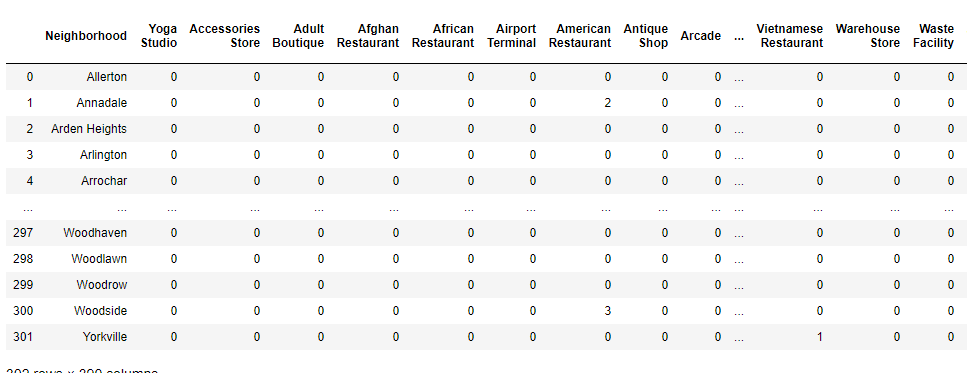 Neighborhood Yoga Studio Accessories Store Adult Boutique Afghan Restaurant African Restaurant Airport Terminal American Restaurant Antique Shop Arcade ... Vietnamese Restaurant Warehouse Store Waste Facility
0 Allerton 0 0 0 0 0 0 0 0 0 ... 0 0 0
1 Annadale 0 0 0 0 0 0 2 0 0 ... 0 0 0
2 Arden Heights 0 0 0 0 0 0 0 0 0 ... 0 0 0
3 Arlington 0 0 0 0 0 0 0 0 0 ... 0 0 0
4 Arrochar 0 0 0 0 0 0 0 0 0 ... 0 0 0
... ... ... ... ... ... ... ... ... ... ... ... ... ... ...
297 Woodhaven 0 0 0 0 0 0 0 0 0 ... 0 0 0
298 Woodlawn 0 0 0 0 0 0 0 0 0 ... 0 0 0
299 Woodrow 0 0 0 0 0 0 0 0 0 ... 0 0 0
300 Woodside 0 0 0 0 0 0 3 0 0 ... 0 0 0
301 Yorkville 0 0 0 0 0 0 0 0 0 ... 1 0 0
rows × columns